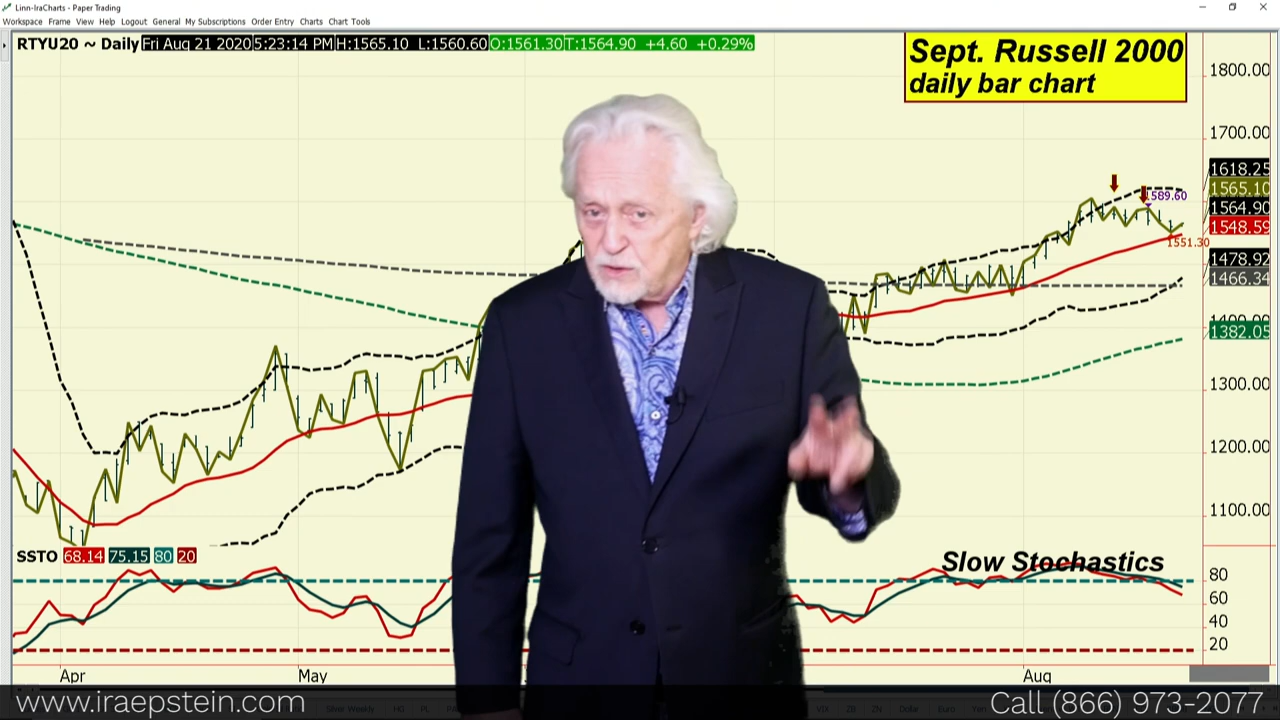 Linn-IraCharts - Paper Trading
Workspace Frame View Help Logout General My Subscriptions Order Entry Charts Chart Tools
RTYU20 ~ Daily Fri Aug 21 2020 5:23:14 PM H:1565.10 L:1560.60 O:1561.30 T:1564.90 +4.60 +0.29%
Sept. Russell 2000
daily bar chart
1800.00
1700.00
1618.25
1565.10
1589.60
1564.90
1548.59
1551.30
1478.92
1466.34
1400.00
1382.05
1300.00
1200.00
1100.00
SSTO 68.14 75.15 80 20
Slow Stochastics
80
60
40
20
Apr May Aug
www.iraepstein.com Call (866) 973-2077